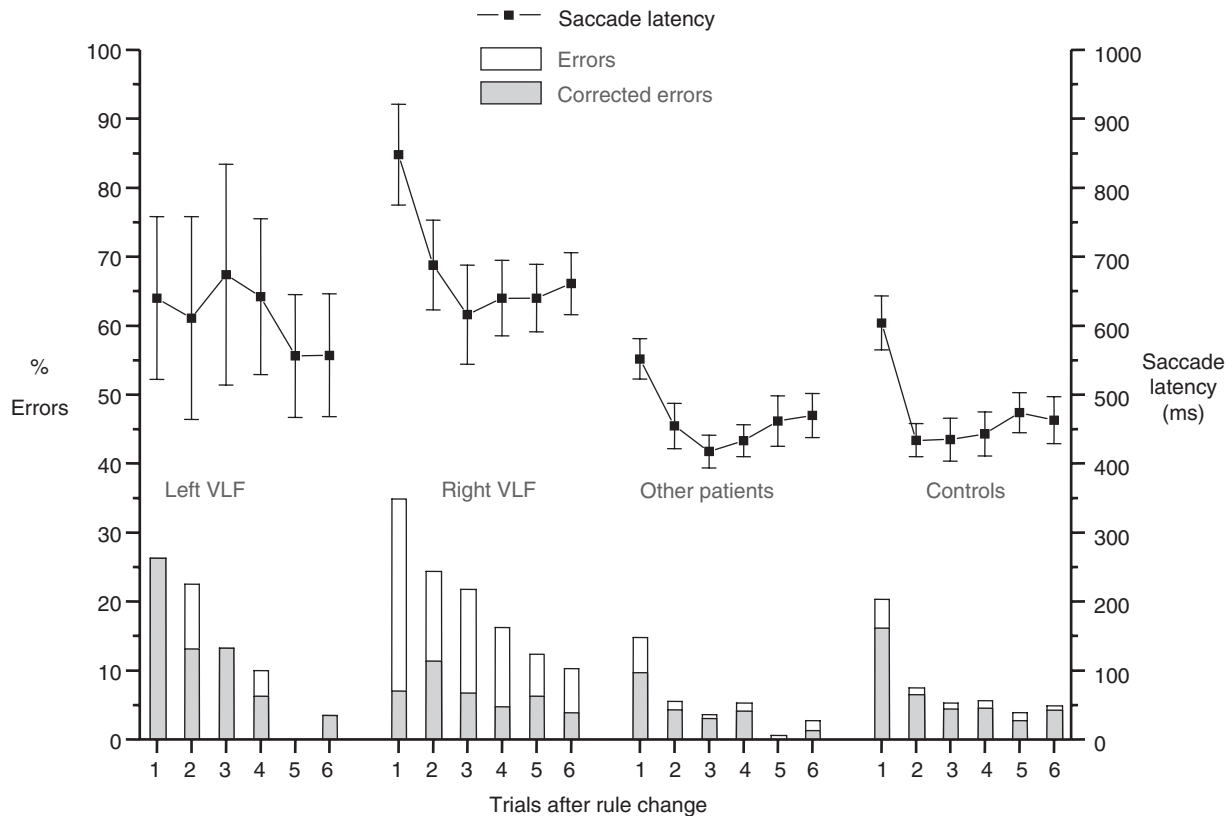 Saccade latency
Errors
Corrected errors
100
90
80
70
60
50
40
30
20
10
0
%
Errors
1000
900
800
700
600
500
400
300
200
100
0
Saccade
latency
(ms)
Left VLF
Right VLF
Other patients
Controls
1 2 3 4 5 6 1 2 3 4 5 6 1 2 3 4 5 6 1 2 3 4 5 6
Trials after rule change